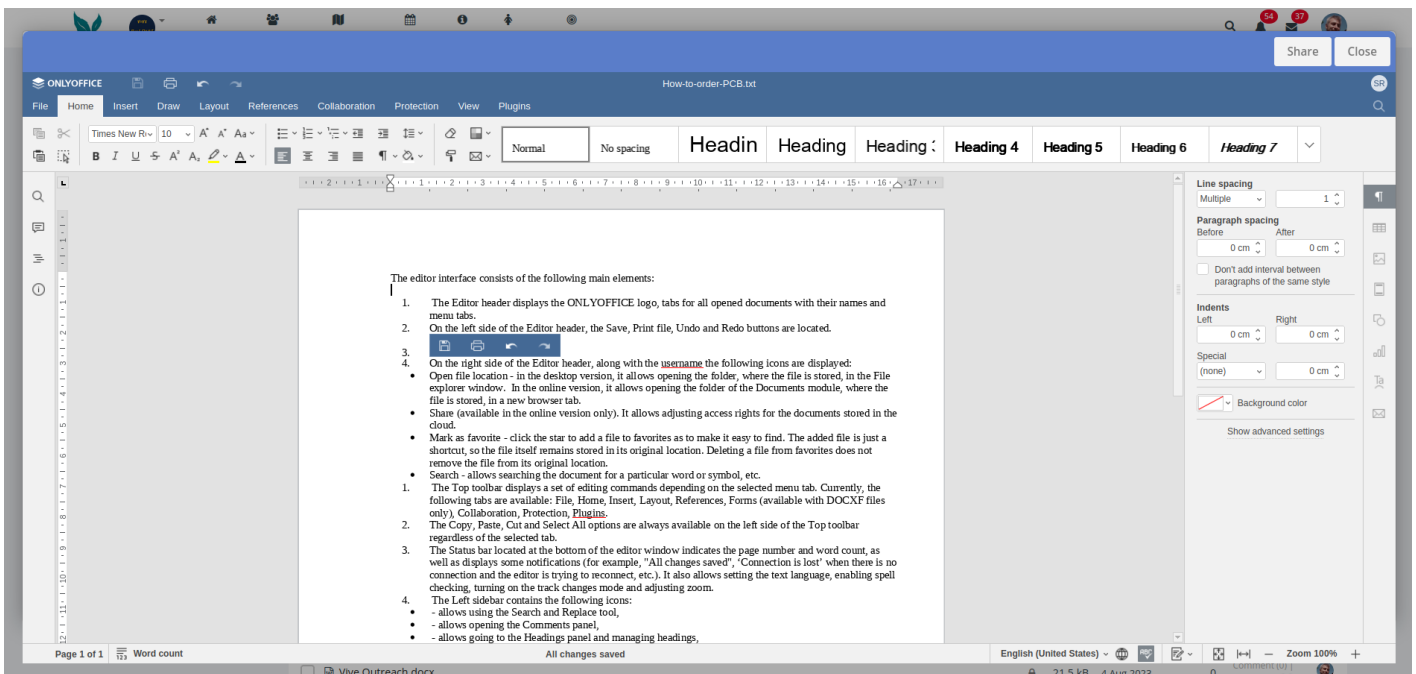 54
37
Share
Close
ONLYOFFICE
How-to-order-PCB.txt
SR
File Home Insert Draw Layout References Collaboration Protection View Plugins
Times New R
10
Normal
No spacing
Headin
Heading
Heading
Heading 4
Heading 5
Heading 6
Heading 7
The editor interface consists of the following main elements:
1. The Editor header displays the ONLYOFFICE logo, tabs for all opened documents with their names and
menu tabs.
2. On the left side of the Editor header, the Save, Print file, Undo and Redo buttons are located.
3.
4. On the right side of the Editor header, along with the username the following icons are displayed:
• Open file location - in the desktop version, it allows opening the folder, where the file is stored, in the File
explorer window. In the online version, it allows opening the folder of the Documents module, where the
file is stored, in a new browser tab.
• Share (available in the online version only). It allows adjusting access rights for the documents stored in the
cloud.
• Mark as favorite - click the star to add a file to favorites as to make it easy to find. The added file is just a
shortcut, so the file itself remains stored in its original location. Deleting a file from favorites does not
remove the file from its original location.
• Search - allows searching the document for a particular word or symbol, etc.
1. The Top toolbar displays a set of editing commands depending on the selected menu tab. Currently, the
following tabs are available: File, Home, Insert, Layout, References, Forms (available with DOCXF files
only), Collaboration, Protection, Plugins.
2. The Copy, Paste, Cut and Select All options are always available on the left side of the Top toolbar
regardless of the selected tab.
3. The Status bar located at the bottom of the editor window indicates the page number and word count, as
well as displays some notifications (for example, "All changes saved", ‘Connection is lost’ when there is no
connection and the editor is trying to reconnect, etc.). It also allows setting the text language, enabling spell
checking, turning on the track changes mode and adjusting zoom.
4. The Left sidebar contains the following icons:
• - allows using the Search and Replace tool,
• - allows opening the Comments panel,
• - allows going to the Headings panel and managing headings,
Line spacing
Multiple 1
Paragraph spacing
Before After
0 cm 0 cm
Don't add interval between
paragraphs of the same style
Indents
Left Right
0 cm 0 cm
Special
(none) 0 cm
Background color
Show advanced settings
Page 1 of 1 Word count All changes saved English (United States) Zoom 100%
Vive Outreach.docx 21.5 kB 4 Aug 2023 Comment (0)